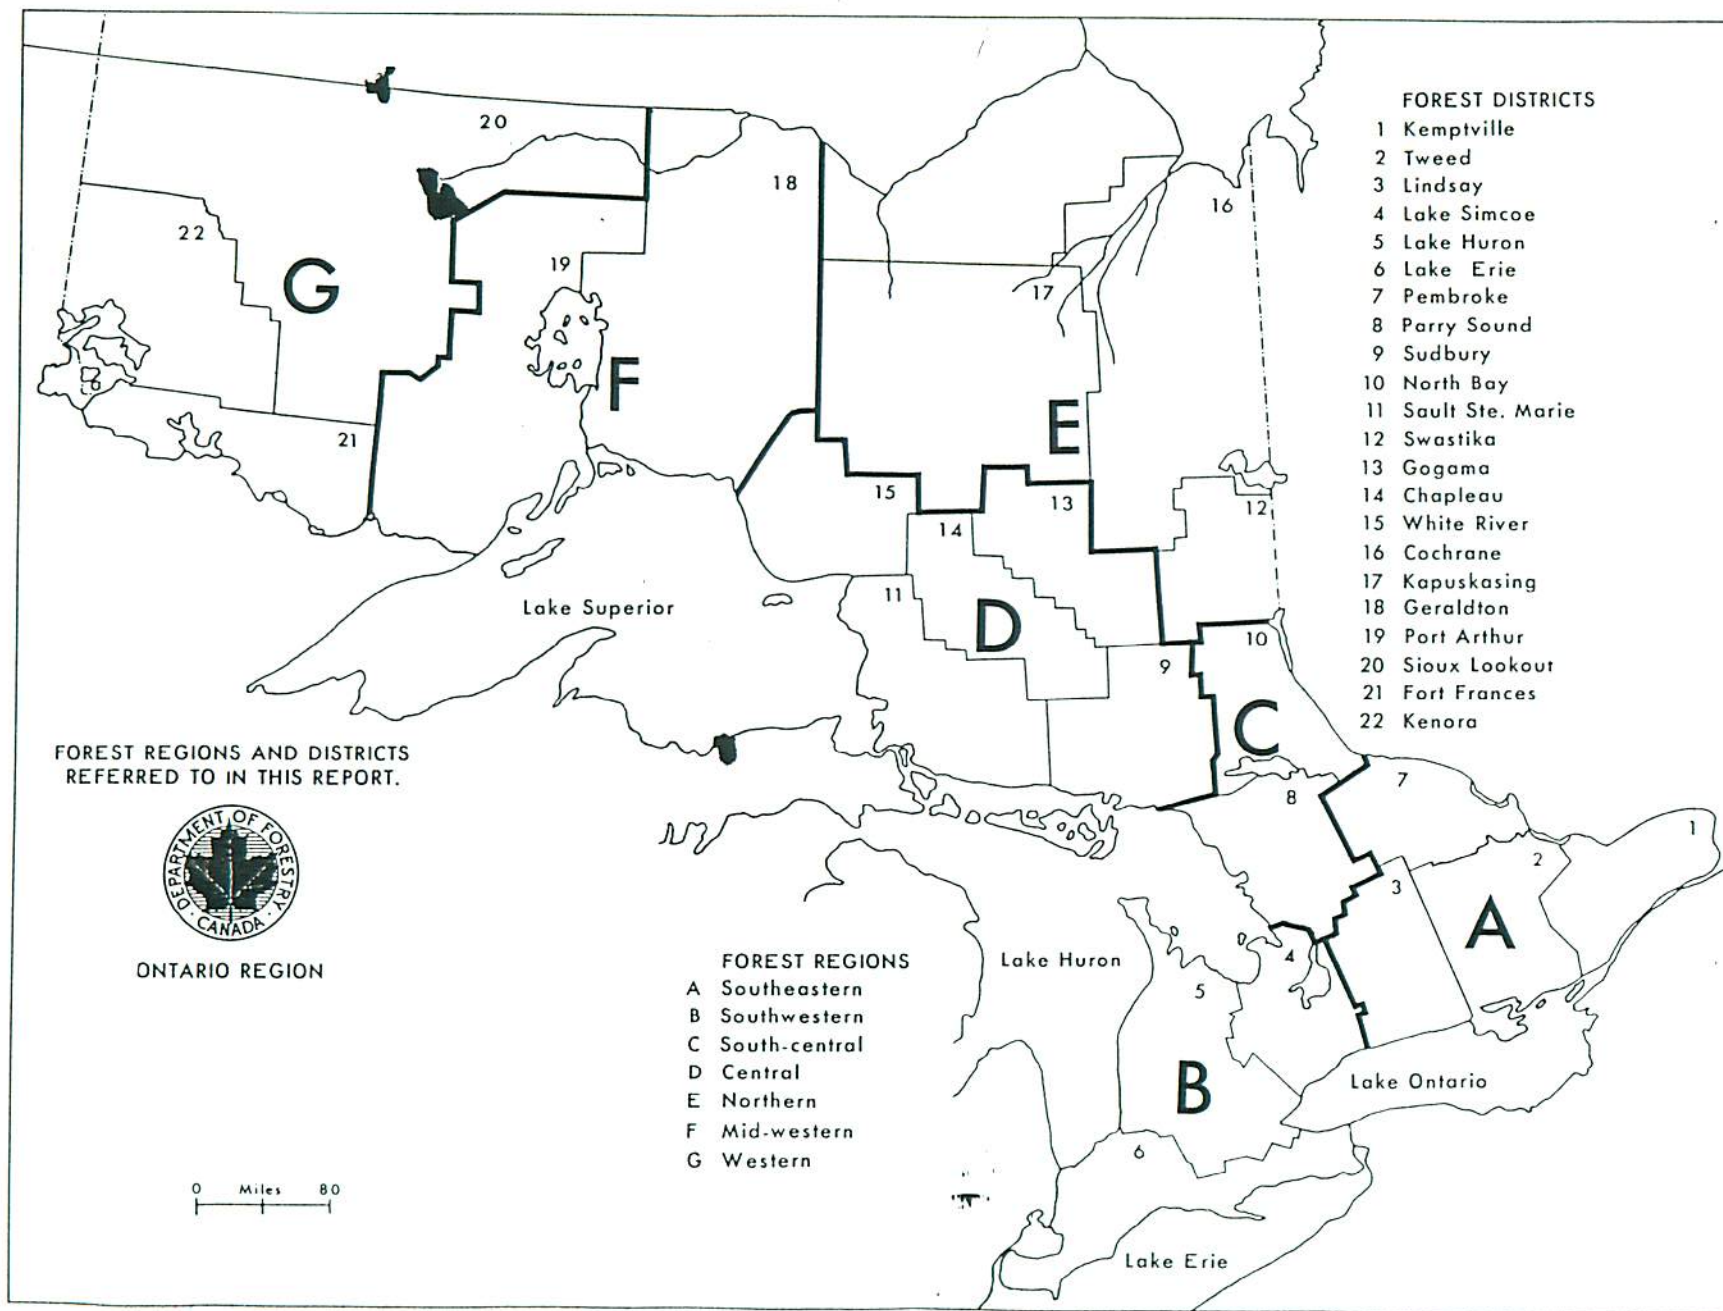 FOREST DISTRICTS
1 Kemptville
2 Tweed
3 Lindsay
4 Lake Simcoe
5 Lake Huron
6 Lake Erie
7 Pembroke
8 Parry Sound
9 Sudbury
10 North Bay
11 Sault Ste. Marie
12 Swastika
13 Gogama
14 Chapleau
15 White River
16 Cochrane
17 Kapuskasing
18 Geraldton
19 Port Arthur
20 Sioux Lookout
21 Fort Frances
22 Kenora
20
18
16
22
G
19
17
F
E
21
15
13
12
14
11
Lake Superior
D
10
9
C
7
8
1
2
3
A
4
5
B
6
Lake Huron
Lake Ontario
Lake Erie
FOREST REGIONS AND DISTRICTS
REFERRED TO IN THIS REPORT.
DEPARTMENT OF FORESTRY
· CANADA ·
ONTARIO REGION
FOREST REGIONS
A Southeastern
B Southwestern
C South-central
D Central
E Northern
F Mid-western
G Western
0 Miles 80